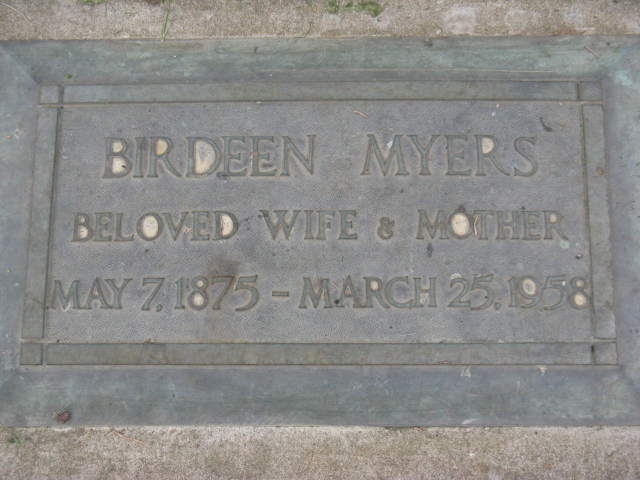 BIRDEEN MYERS
BELOVED WIFE & MOTHER
MAY 7, 1875 - MARCH 25, 1958